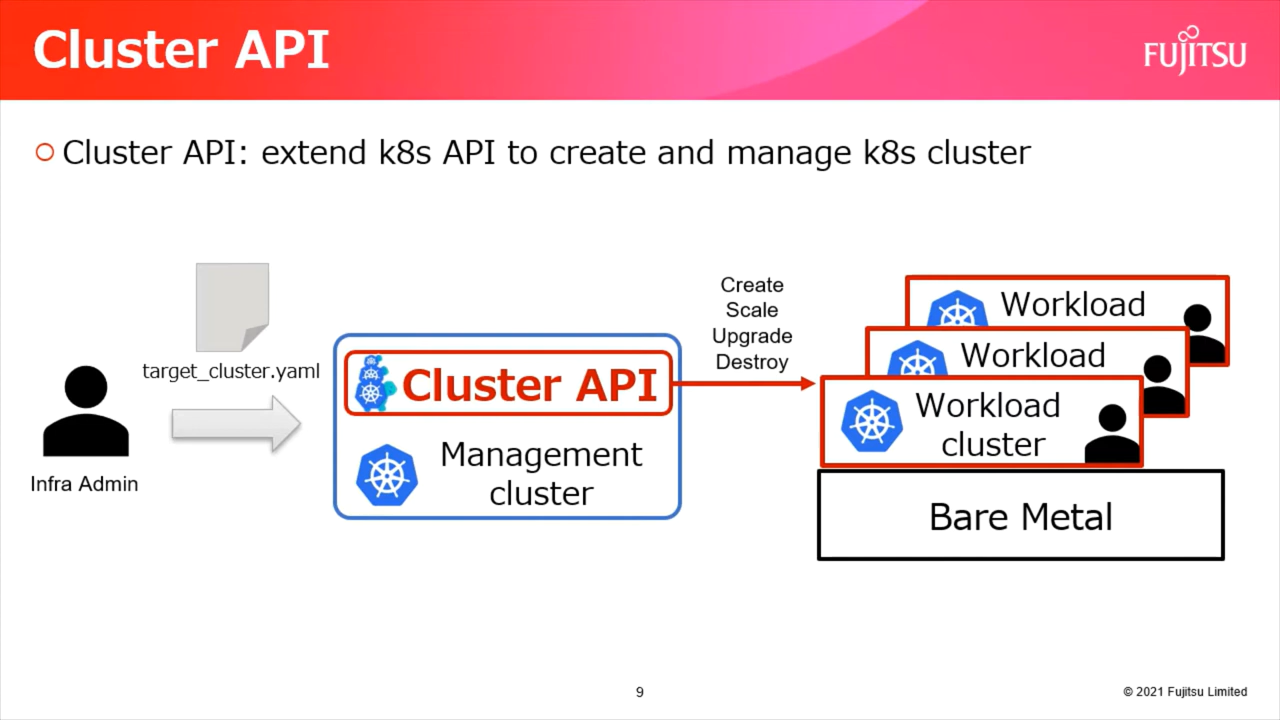 Cluster API
FUJITSU
Cluster API: extend k8s API to create and manage k8s cluster
target_cluster.yaml
Infra Admin
Cluster API
Management
cluster
Create
Scale
Upgrade
Destroy
Workload
Workload
Workload
cluster
Bare Metal
9
© 2021 Fujitsu Limited